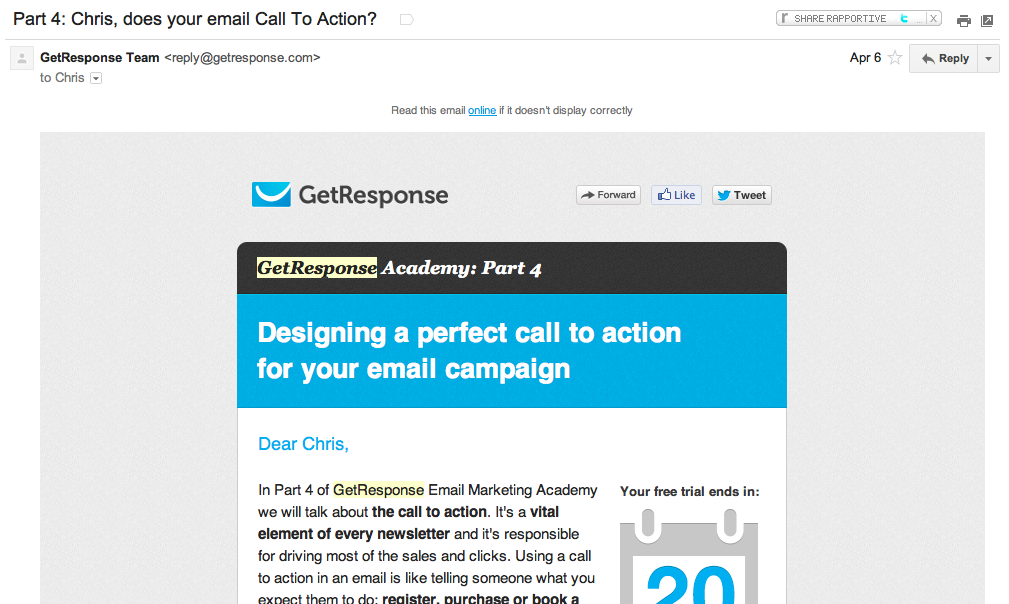 Part 4: Chris, does your email Call To Action?
SHARE RAPPORTIVE
GetResponse Team <reply@getresponse.com>
Apr 6
Reply
to Chris
Read this email online if it doesn't display correctly
GetResponse
Forward
Like
Tweet
GetResponse Academy: Part 4
Designing a perfect call to action
for your email campaign
Dear Chris,
In Part 4 of GetResponse Email Marketing Academy
we will talk about the call to action. It's a vital
element of every newsletter and it's responsible
for driving most of the sales and clicks. Using a call
to action in an email is like telling someone what you
expect them to do: register, purchase or book a
Your free trial ends in:
20